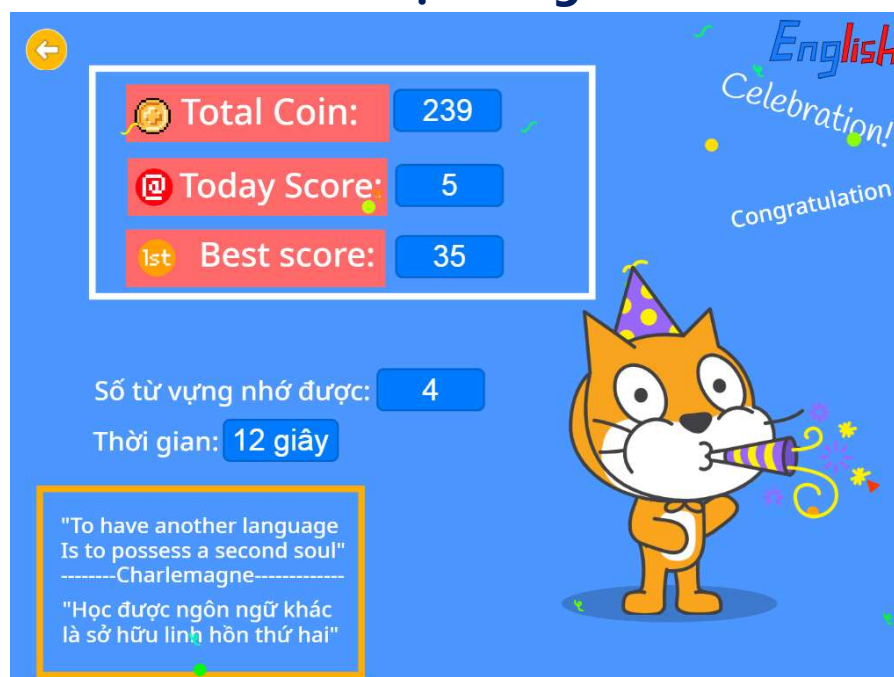 English
Celebration!
Total Coin: 239
@ Today Score: 5
1st Best score: 35
Congratulation
Số từ vựng nhớ được: 4
Thời gian: 12 giây
"To have another language
Is to possess a second soul"
--------Charlemagne-------------
"Học được ngôn ngữ khác
là sở hữu linh hồn thứ hai"